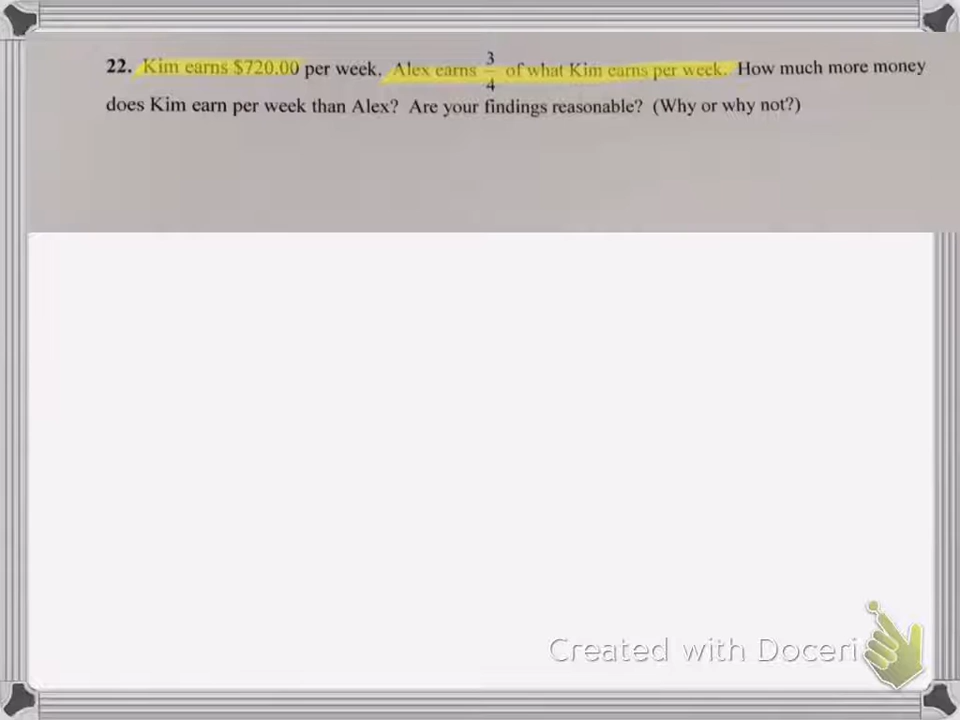 22. Kim earns $720.00 per week. Alex earns 3/4 of what Kim earns per week. How much more money
does Kim earn per week than Alex? Are your findings reasonable? (Why or why not?)
Created with Doceri